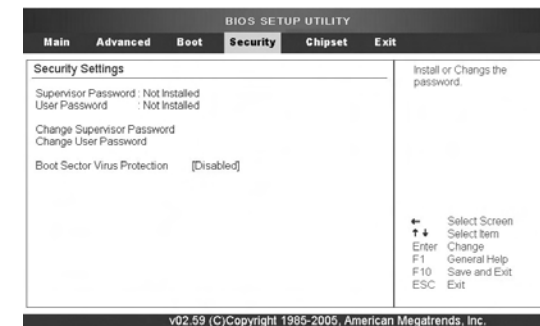 BIOS SETUP UTILITY
Main Advanced Boot Security Chipset Exit
Security Settings
Supervisor Password : Not Installed
User Password : Not Installed
Change Supervisor Password
Change User Password
Boot Sector Virus Protection [Disabled]
Install or Changs the
password.
← Select Screen
↑↓ Select Item
Enter Change
F1 General Help
F10 Save and Exit
ESC Exit
v02.59 (C)Copyright 1985-2005, American Megatrends, Inc.